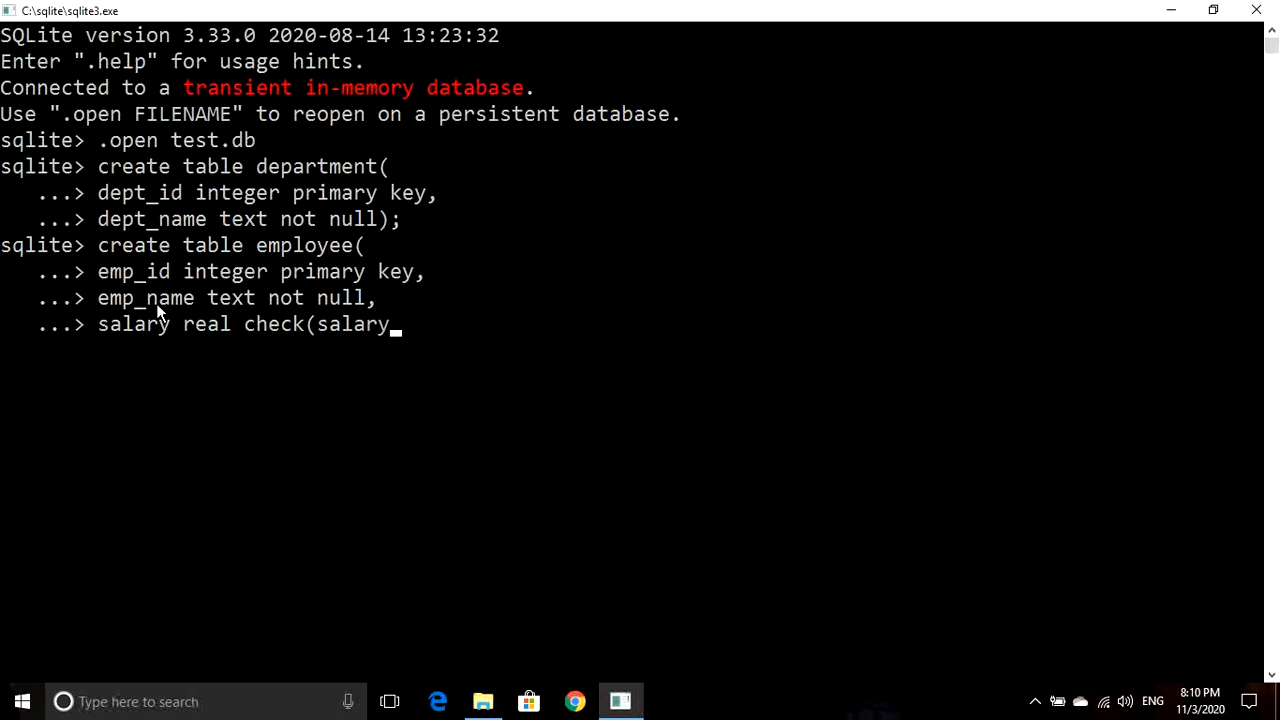 C:\sqlite\sqlite3.exe
SQLite version 3.33.0 2020-08-14 13:23:32
Enter ".help" for usage hints.
Connected to a transient in-memory database.
Use ".open FILENAME" to reopen on a persistent database.
sqlite> .open test.db
sqlite> create table department(
...> dept_id integer primary key,
...> dept_name text not null);
sqlite> create table employee(
...> emp_id integer primary key,
...> emp_name text not null,
...> salary real check(salary
Type here to search
ENG
8:10 PM
11/3/2020